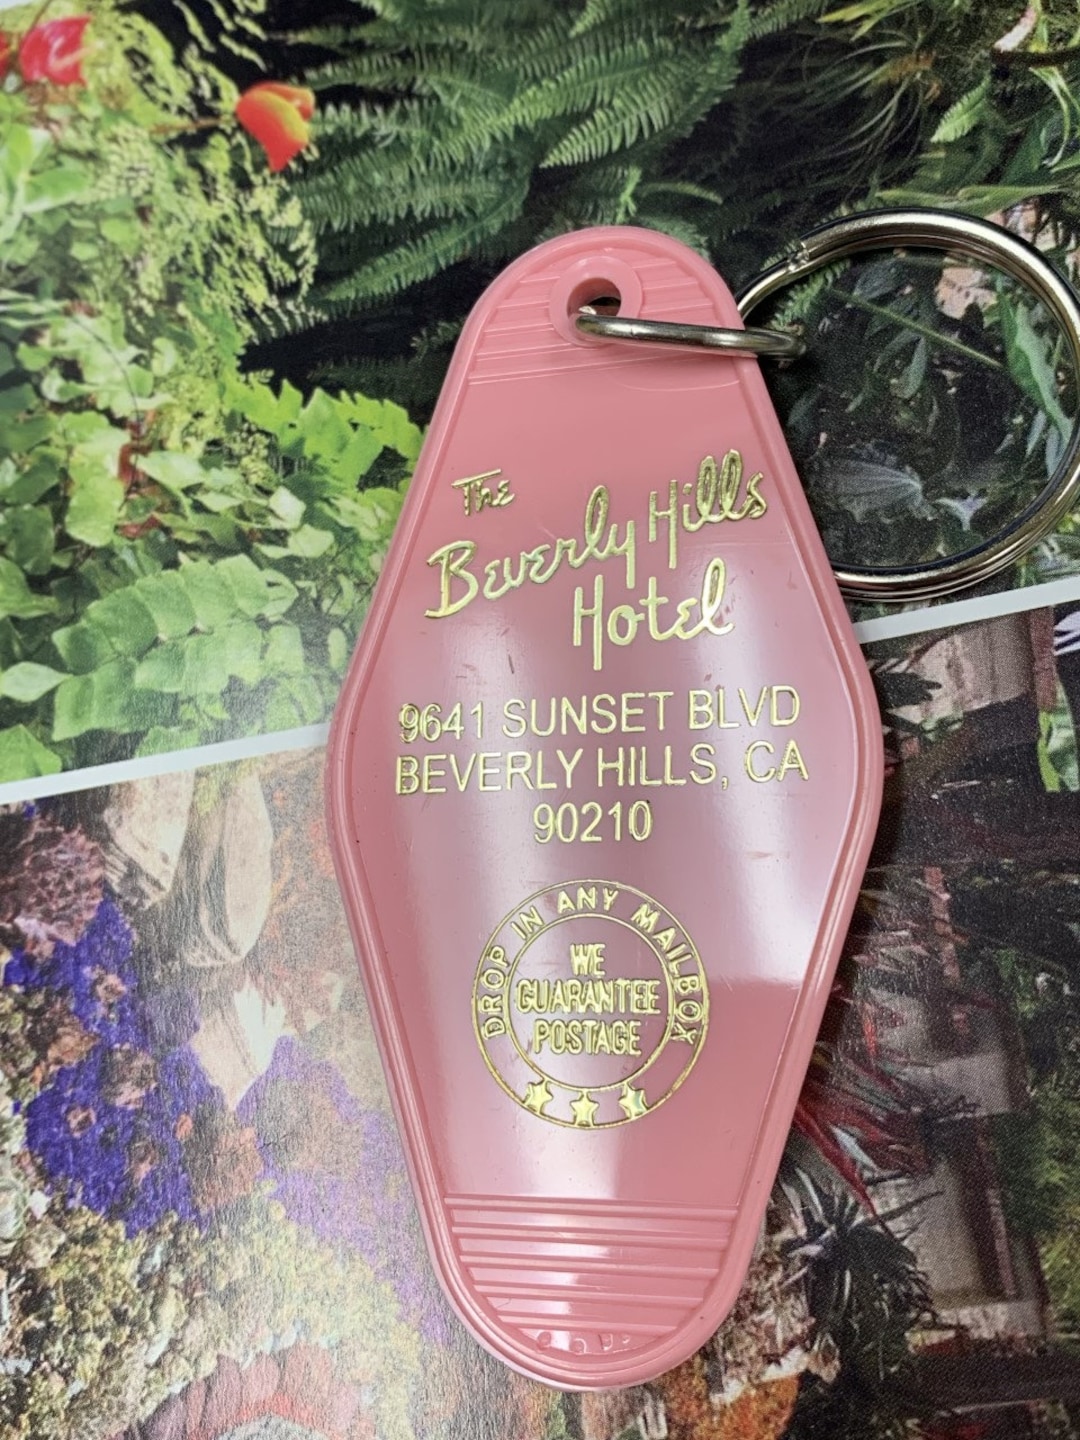 The
Beverly Hills
Hotel
9641 SUNSET BLVD
BEVERLY HILLS, CA
90210
DROP IN ANY MAILBOX
WE
GUARANTEE
POSTAGE